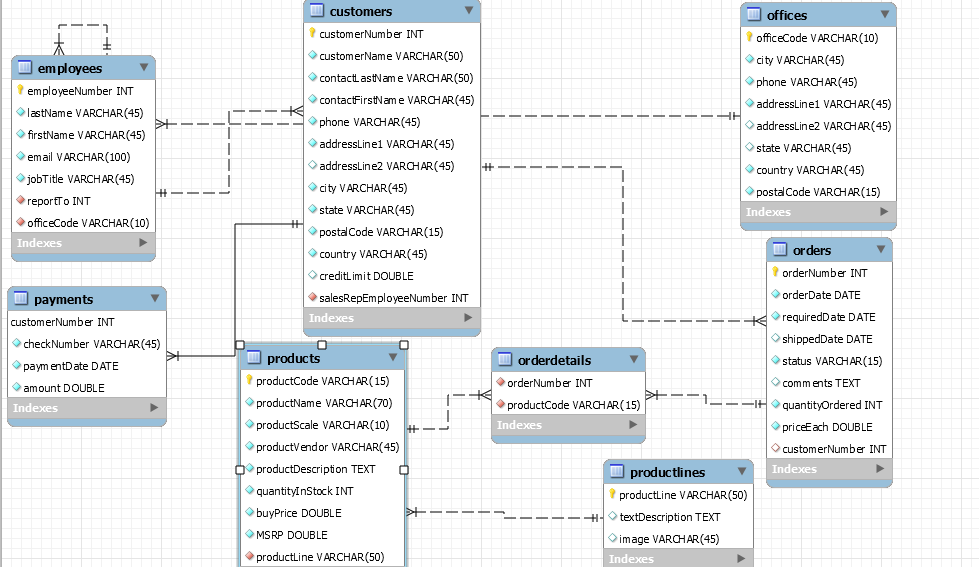 customers
customerNumber INT
customerName VARCHAR(50)
contactLastName VARCHAR(50)
contactFirstName VARCHAR(45)
phone VARCHAR(45)
addressLine1 VARCHAR(45)
addressLine2 VARCHAR(45)
city VARCHAR(45)
state VARCHAR(45)
postalCode VARCHAR(15)
country VARCHAR(45)
creditLimit DOUBLE
salesRepEmployeeNumber INT
Indexes
offices
officeCode VARCHAR(10)
city VARCHAR(45)
phone VARCHAR(45)
addressLine1 VARCHAR(45)
addressLine2 VARCHAR(45)
state VARCHAR(45)
country VARCHAR(45)
postalCode VARCHAR(15)
Indexes
employees
employeeNumber INT
lastName VARCHAR(45)
firstName VARCHAR(45)
email VARCHAR(100)
jobTitle VARCHAR(45)
reportTo INT
officeCode VARCHAR(10)
Indexes
orders
orderNumber INT
orderDate DATE
requiredDate DATE
shippedDate DATE
status VARCHAR(15)
comments TEXT
quantityOrdered INT
priceEach DOUBLE
customerNumber INT
Indexes
payments
customerNumber INT
checkNumber VARCHAR(45)
paymentDate DATE
amount DOUBLE
Indexes
products
productCode VARCHAR(15)
productName VARCHAR(70)
productScale VARCHAR(10)
productVendor VARCHAR(45)
productDescription TEXT
quantityInStock INT
buyPrice DOUBLE
MSRP DOUBLE
productLine VARCHAR(50)
orderdetails
orderNumber INT
productCode VARCHAR(15)
Indexes
productlines
productLine VARCHAR(50)
textDescription TEXT
image VARCHAR(45)
Indexes